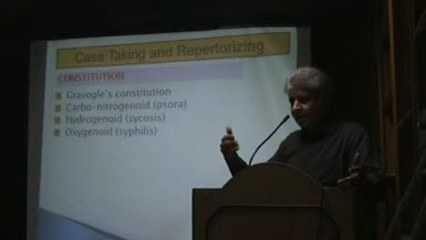 Case Taking and Repertorizing
CONSTITUTION
Gravogle's constitution
Carbo-nitrogenoid (psora)
Hydrogenoid (sycosis)
Oxygenoid (syphilis)